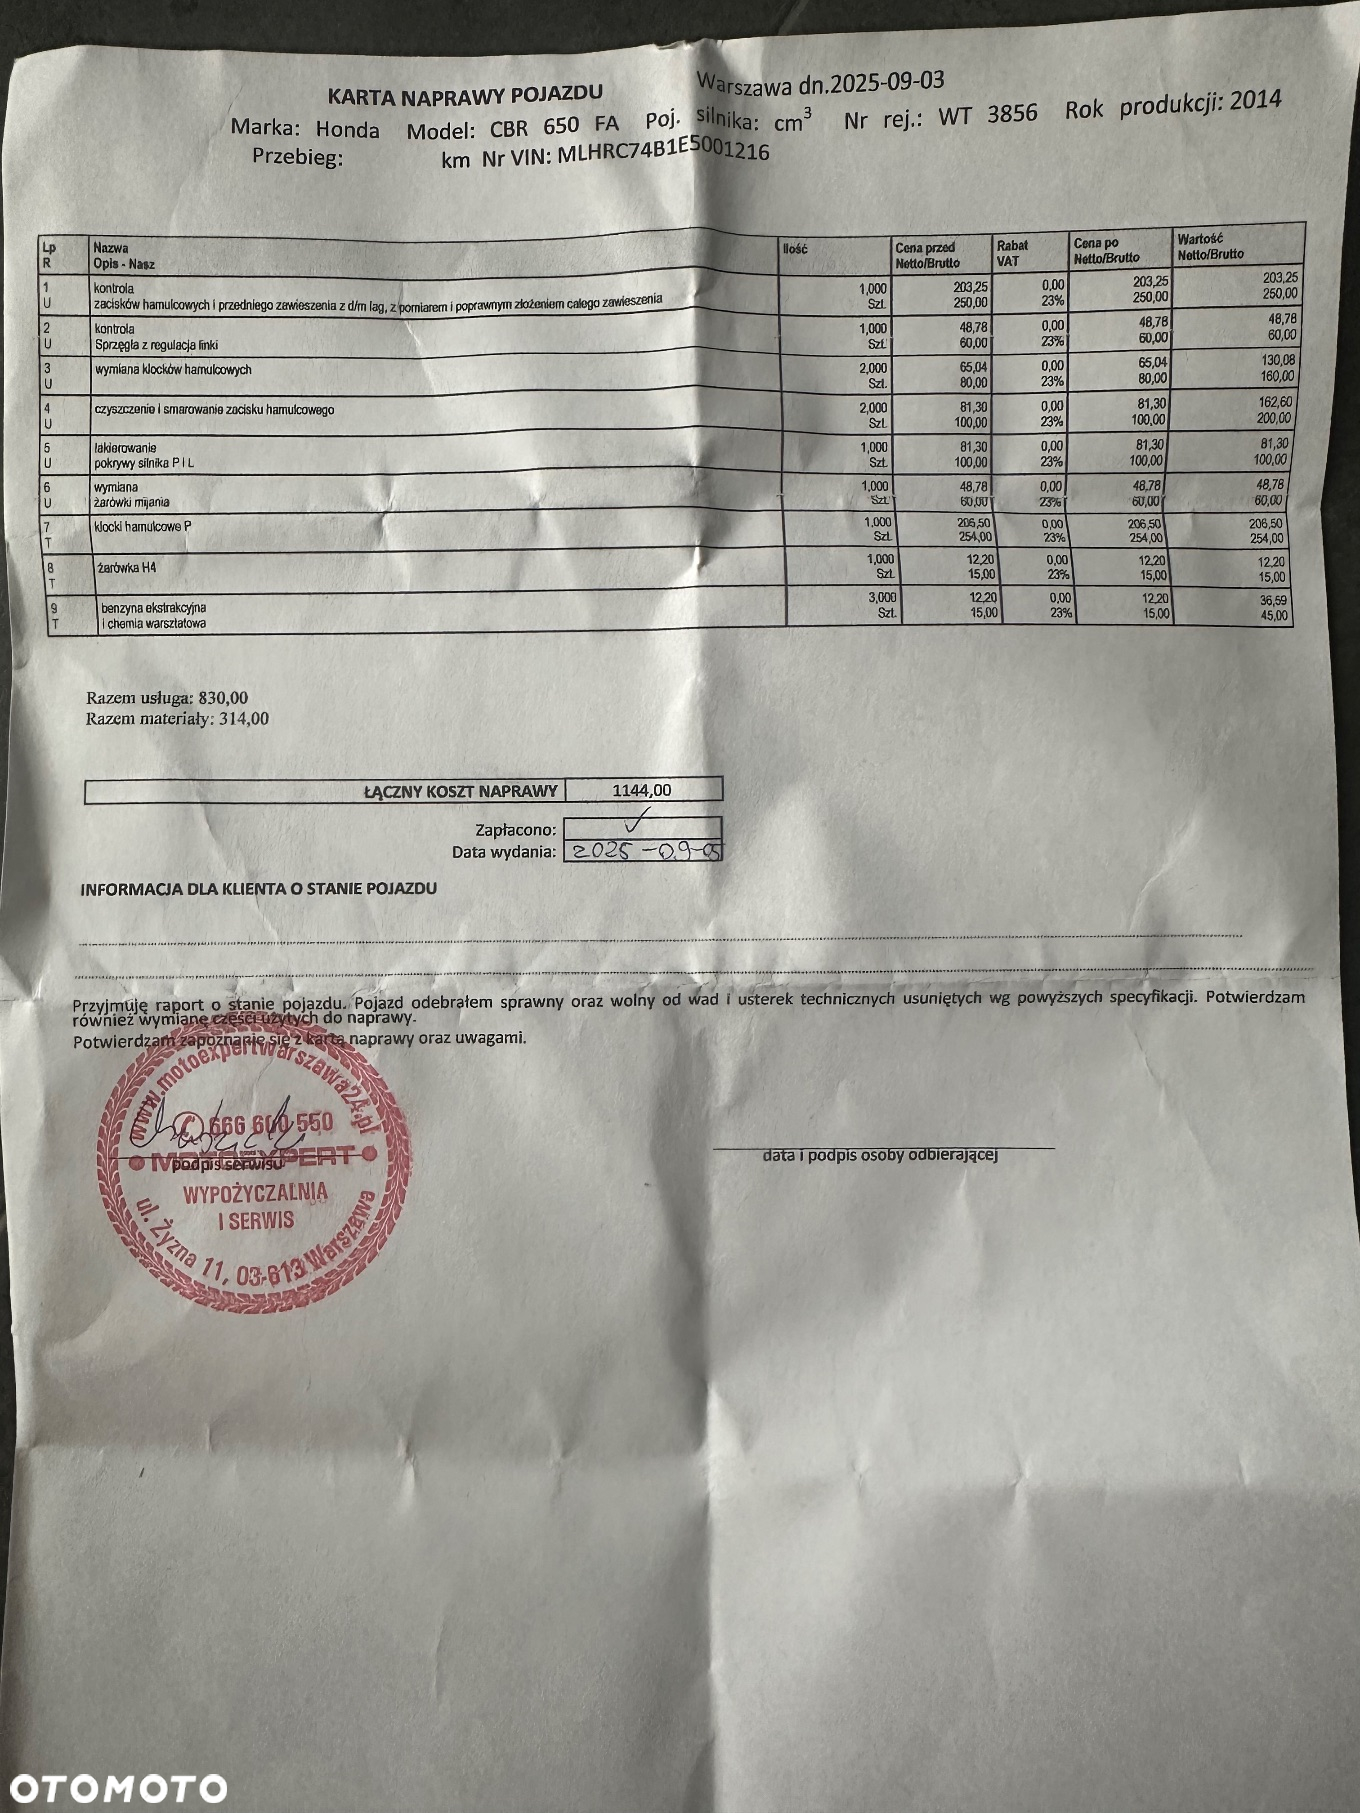 KARTA NAPRAWY POJAZDU Warszawa dn.2025-09-03
Marka: Honda Model: CBR 650 FA Poj. silnika: cm³ Nr rej.: WT 3856 Rok produkcji: 2014
Przebieg: km Nr VIN: MLHRC74B1E5001216
Lp Nazwa Ilość Cena przed Rabat Cena po Wartość
R Opis - Nasz Netto/Brutto VAT Netto/Brutto Netto/Brutto
1 kontrola 1,000 203,25 0,00 203,25 203,25
U zacisków hamulcowych i przedniego zawieszenia z d/m lag, z pomiarem i poprawnym złożeniem całego zawieszenia Szt. 250,00 23% 250,00 250,00
2 kontrola 1,000 48,78 0,00 48,78 48,78
U Sprzęgła z regulacja linki Szt. 60,00 23% 60,00 60,00
3 wymiana klocków hamulcowych 2,000 65,04 0,00 65,04 130,08
U Szt. 80,00 23% 80,00 160,00
4 czyszczenie i smarowanie zacisku hamulcowego 2,000 81,30 0,00 81,30 162,60
U Szt. 100,00 23% 100,00 200,00
5 lakierowanie 1,000 81,30 0,00 81,30 81,30
U pokrywy silnika P I L Szt. 100,00 23% 100,00 100,00
6 wymiana 1,000 48,78 0,00 48,78 48,78
U żarówki mijania Szt. 60,00 23% 60,00 60,00
7 klocki hamulcowe P 1,000 206,50 0,00 206,50 206,50
T Szt. 254,00 23% 254,00 254,00
8 żarówka H4 1,000 12,20 0,00 12,20 12,20
T Szt. 15,00 23% 15,00 15,00
9 benzyna ekstrakcyjna 3,000 12,20 0,00 12,20 36,59
T i chemia warsztatowa Szt. 15,00 23% 15,00 45,00
Razem usługa: 830,00
Razem materiały: 314,00
ŁĄCZNY KOSZT NAPRAWY 1144,00
Zapłacono: ✓
Data wydania: 2025-09-05
INFORMACJA DLA KLIENTA O STANIE POJAZDU
Przyjmuję raport o stanie pojazdu. Pojazd odebrałem sprawny oraz wolny od wad i usterek technicznych usuniętych wg powyższych specyfikacji. Potwierdzam
również wymianę części użytych do naprawy.
Potwierdzam zapoznanie się z kartą naprawy oraz uwagami.
www.motoexpertwarszawa24.pl
✆ 666 600 550
MOTOEXPERT
podpis serwisu
data i podpis osoby odbierającej
WYPOŻYCZALNIA
I SERWIS
ul. Żyzna 11, 03-613 Warszawa
OTOMOTO